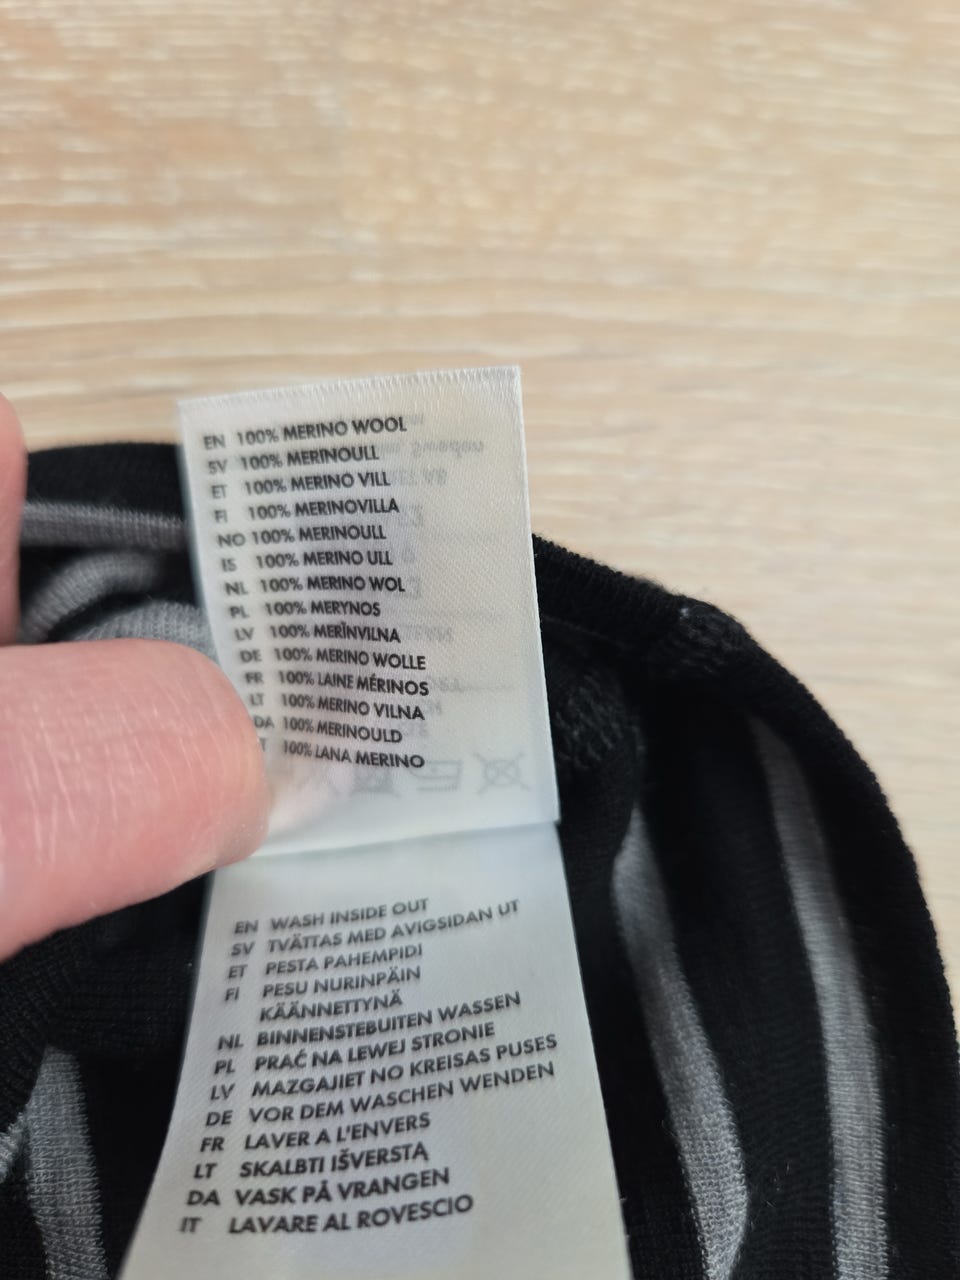 EN 100% MERINO WOOL
SV 100% MERINOULL
ET 100% MERINO VILL
FI 100% MERINOVILLA
NO 100% MERINOULL
IS 100% MERINO ULL
NL 100% MERINO WOL
PL 100% MERYNOS
LV 100% MERĪNVILNA
DE 100% MERINO WOLLE
FR 100% LAINE MÉRINOS
LT 100% MERINO VILNA
DA 100% MERINOULD
T 100% LANA MERINO
EN WASH INSIDE OUT
SV TVÄTTAS MED AVIGSIDAN UT
ET PESTA PAHEMPIDI
FI PESU NURINPÄIN
KÄÄNNETTYNÄ
NL BINNENSTEBUITEN WASSEN
PL PRAĆ NA LEWEJ STRONIE
LV MAZGAJIET NO KREISAS PUSES
DE VOR DEM WASCHEN WENDEN
FR LAVER A L'ENVERS
LT SKALBTI IŠVERSTĄ
DA VASK PÅ VRANGEN
IT LAVARE AL ROVESCIO